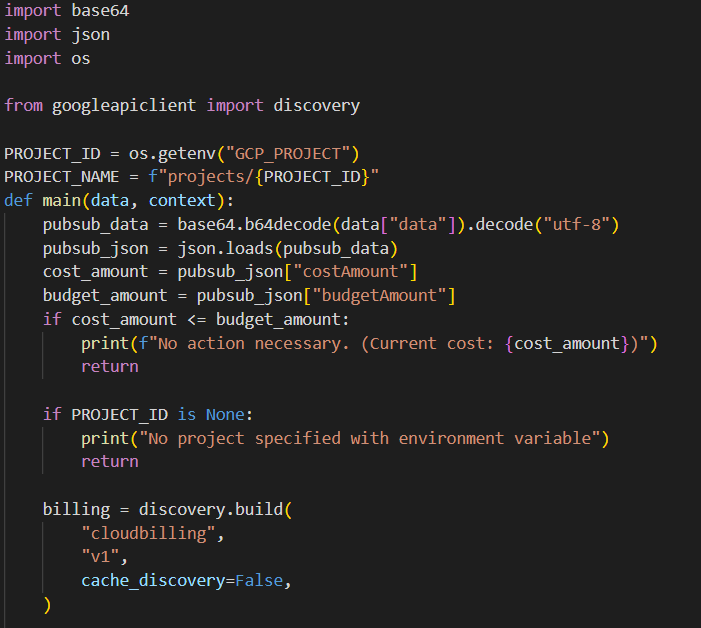 import base64
import json
import os

from googleapiclient import discovery

PROJECT_ID = os.getenv("GCP_PROJECT")
PROJECT_NAME = f"projects/{PROJECT_ID}"
def main(data, context):
    pubsub_data = base64.b64decode(data["data"]).decode("utf-8")
    pubsub_json = json.loads(pubsub_data)
    cost_amount = pubsub_json["costAmount"]
    budget_amount = pubsub_json["budgetAmount"]
    if cost_amount <= budget_amount:
        print(f"No action necessary. (Current cost: {cost_amount})")
        return

    if PROJECT_ID is None:
        print("No project specified with environment variable")
        return

    billing = discovery.build(
        "cloudbilling",
        "v1",
        cache_discovery=False,
    )